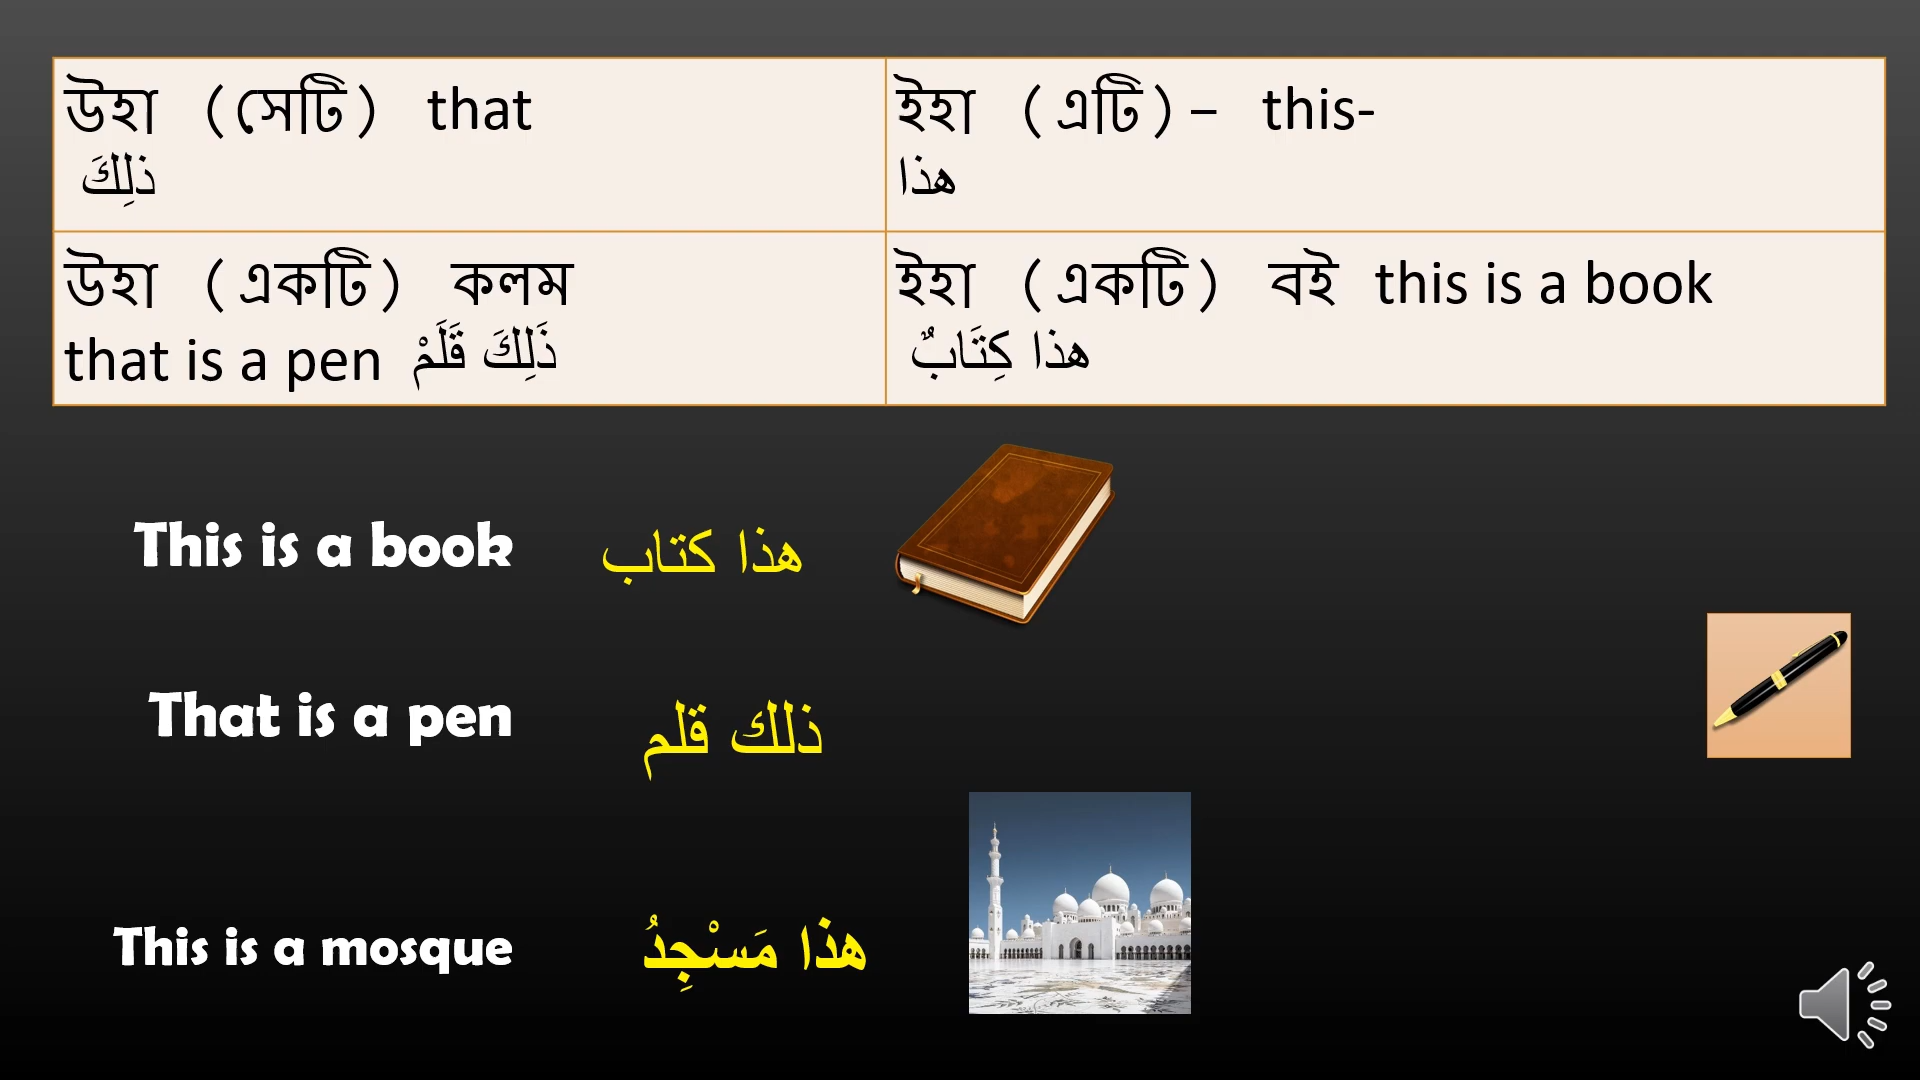 উহা (সেটি) that
ذلِكَ
ইহা (এটি)– this-
هذا
উহা (একটি) কলম
that is a pen ذَلِكَ قَلَمْ
ইহা (একটি) বই this is a book
هذا كِتَابٌ
This is a book هذا كتاب
That is a pen ذلك قلم
This is a mosque هذا مَسْجِدُ